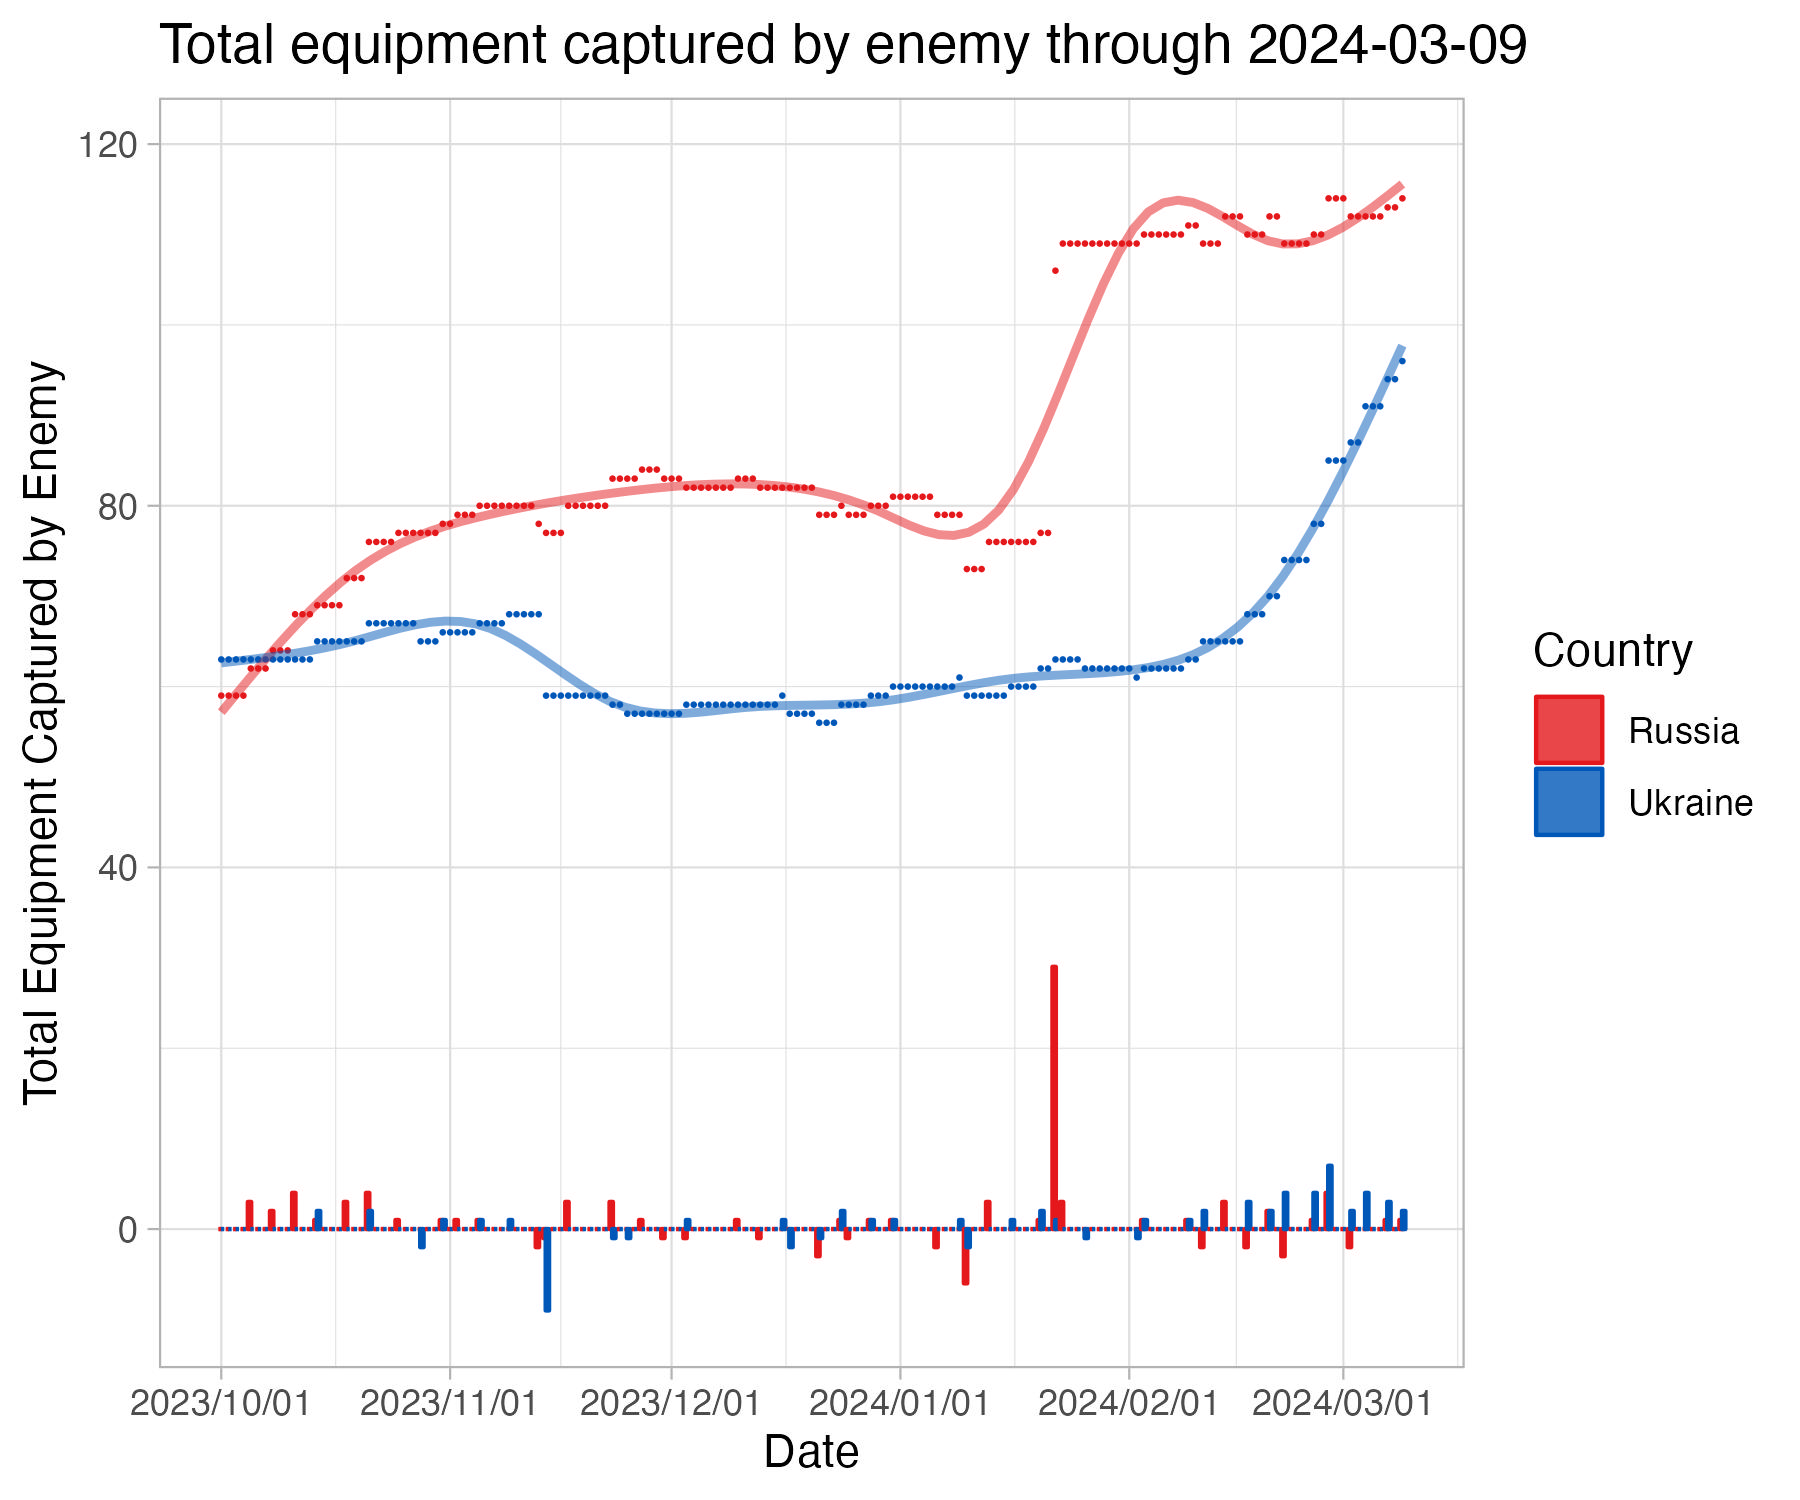 Total equipment captured by enemy through 2024-03-09
Total Equipment Captured by Enemy
120
80
40
0
2023/10/01
2023/11/01
2023/12/01
2024/01/01
2024/02/01
2024/03/01
Date
Country
Russia
Ukraine